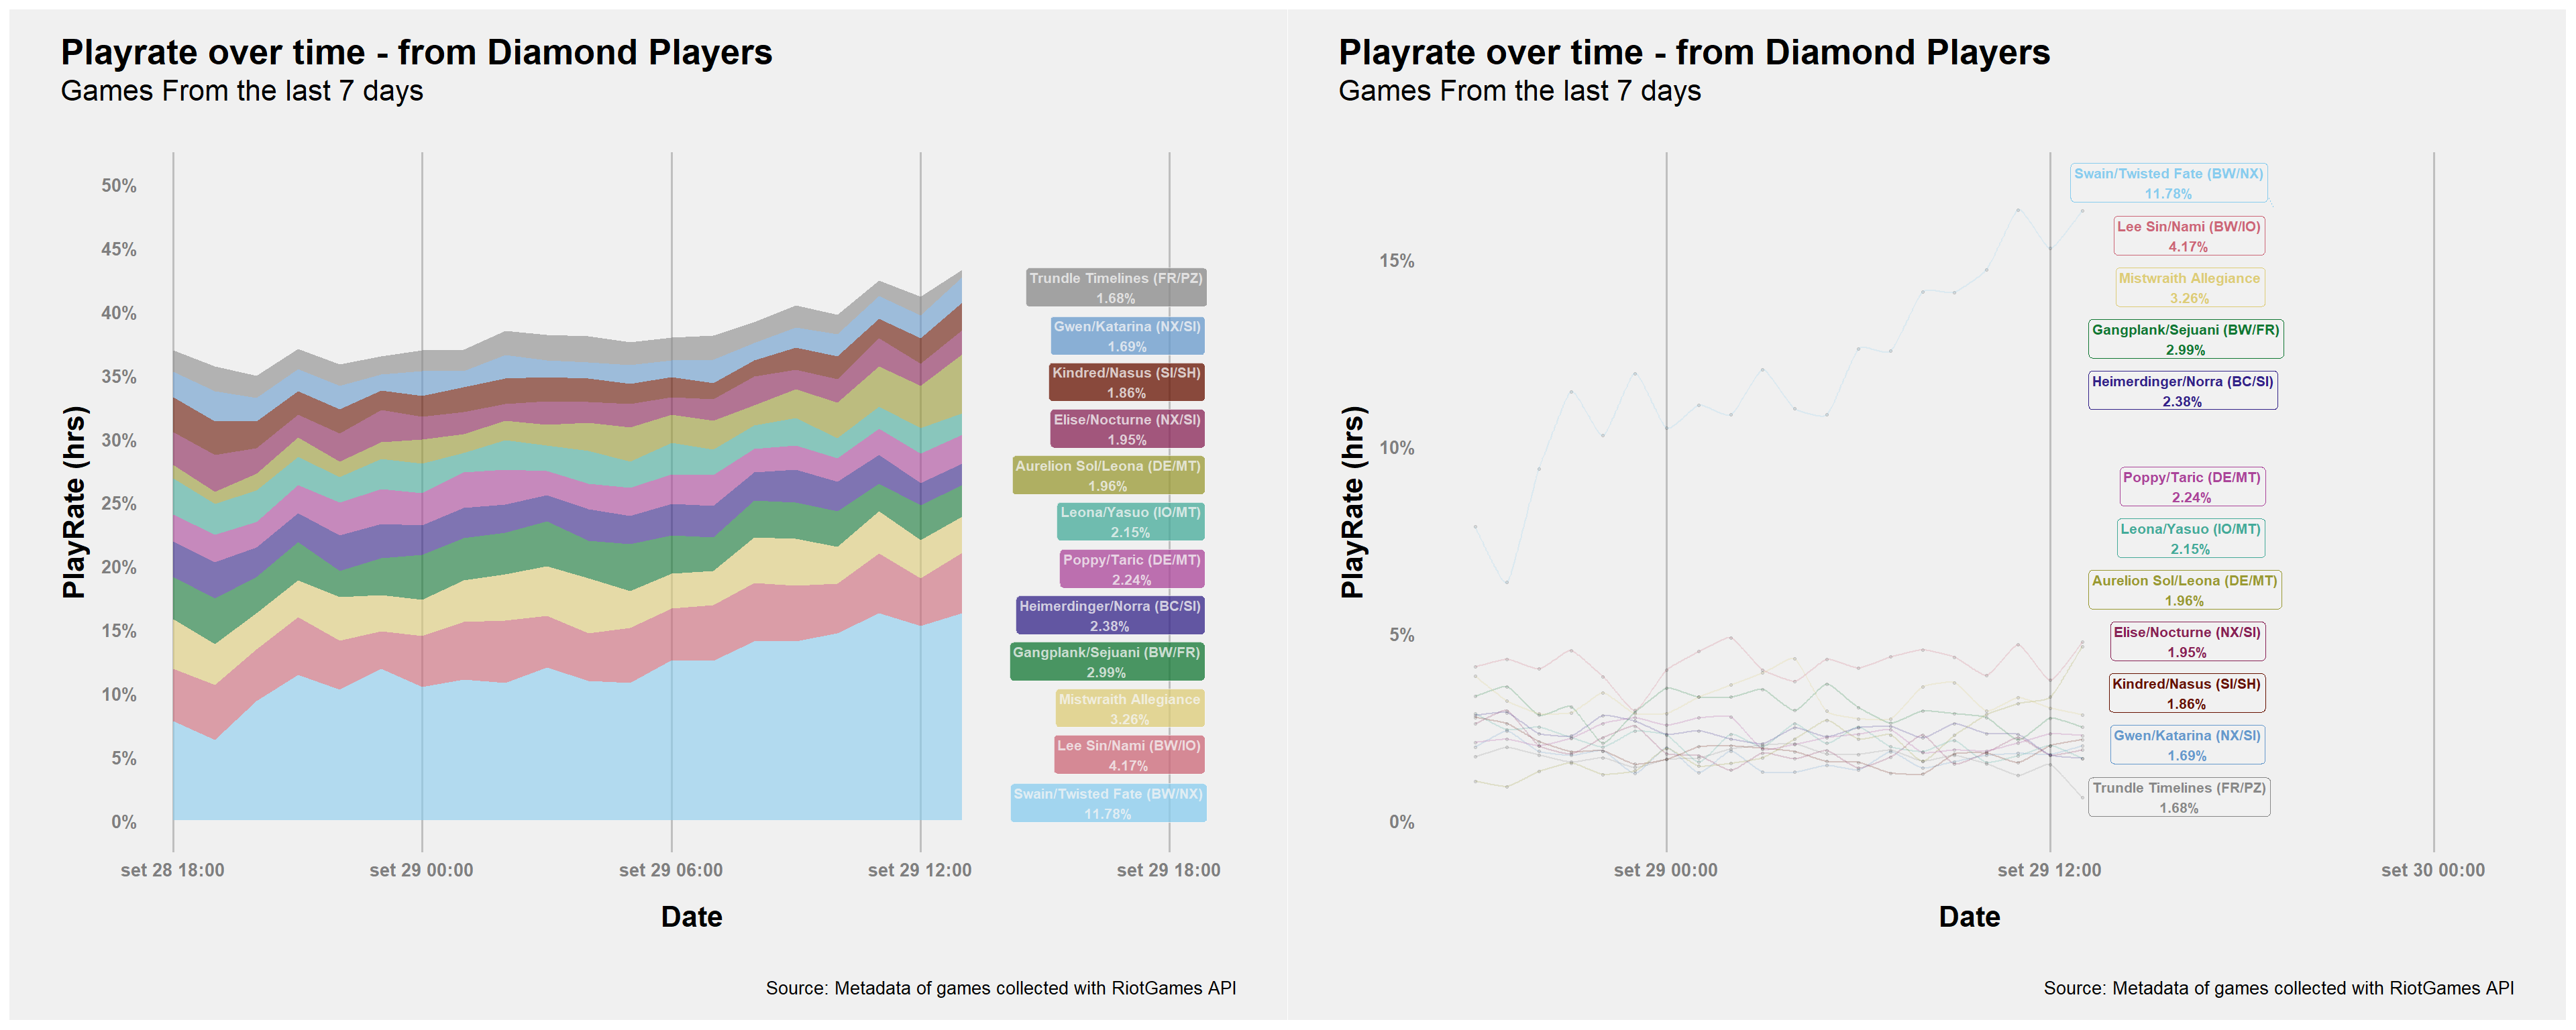 Playrate over time - from Diamond Players
Games From the last 7 days
PlayRate (hrs)
50%
45%
40%
35%
30%
25%
20%
15%
10%
5%
0%
Trundle Timelines (FR/PZ)
1.68%
Gwen/Katarina (NX/SI)
1.69%
Kindred/Nasus (SI/SH)
1.86%
Elise/Nocturne (NX/SI)
1.95%
Aurelion Sol/Leona (DE/MT)
1.96%
Leona/Yasuo (IO/MT)
2.15%
Poppy/Taric (DE/MT)
2.24%
Heimerdinger/Norra (BC/SI)
2.38%
Gangplank/Sejuani (BW/FR)
2.99%
Mistwraith Allegiance
3.26%
Lee Sin/Nami (BW/IO)
4.17%
Swain/Twisted Fate (BW/NX)
11.78%
set 28 18:00
set 29 00:00
set 29 06:00
set 29 12:00
set 29 18:00
Date
Source: Metadata of games collected with RiotGames API
Playrate over time - from Diamond Players
Games From the last 7 days
PlayRate (hrs)
15%
10%
5%
0%
Swain/Twisted Fate (BW/NX)
11.78%
Lee Sin/Nami (BW/IO)
4.17%
Mistwraith Allegiance
3.26%
Gangplank/Sejuani (BW/FR)
2.99%
Heimerdinger/Norra (BC/SI)
2.38%
Poppy/Taric (DE/MT)
2.24%
Leona/Yasuo (IO/MT)
2.15%
Aurelion Sol/Leona (DE/MT)
1.96%
Elise/Nocturne (NX/SI)
1.95%
Kindred/Nasus (SI/SH)
1.86%
Gwen/Katarina (NX/SI)
1.69%
Trundle Timelines (FR/PZ)
1.68%
set 29 00:00
set 29 12:00
set 30 00:00
Date
Source: Metadata of games collected with RiotGames API